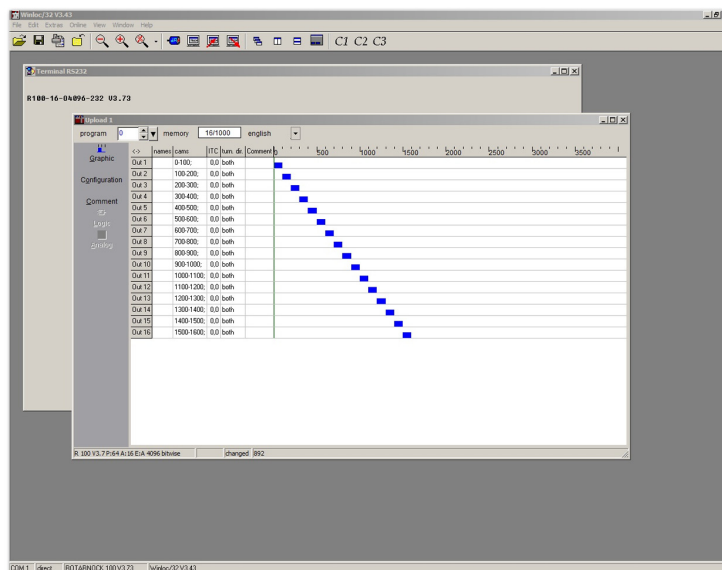 Winloc/32 V3.43
File Edit Extras Online View Window Help
C1 C2 C3
Terminal RS232
R100-16-04096-232 V3.73
Upload 1
program 0 memory 16/1000 english
Graphic
Configuration
Comment
Logic
Analog
<-> names cams ITC turn. dir. Comment 0 500 1000 1500 2000 2500 3000 3500
Out 1 0-100; 0,0 both
Out 2 100-200; 0,0 both
Out 3 200-300; 0,0 both
Out 4 300-400; 0,0 both
Out 5 400-500; 0,0 both
Out 6 500-600; 0,0 both
Out 7 600-700; 0,0 both
Out 8 700-800; 0,0 both
Out 9 800-900; 0,0 both
Out 10 900-1000; 0,0 both
Out 11 1000-1100; 0,0 both
Out 12 1100-1200; 0,0 both
Out 13 1200-1300; 0,0 both
Out 14 1300-1400; 0,0 both
Out 15 1400-1500; 0,0 both
Out 16 1500-1600; 0,0 both
R 100 V3.7 P:64 A:16 E:A 4096 bitwise changed 892
COM 1 direct ROTARNOCK 100 V3.73 Winloc/32 V3.43